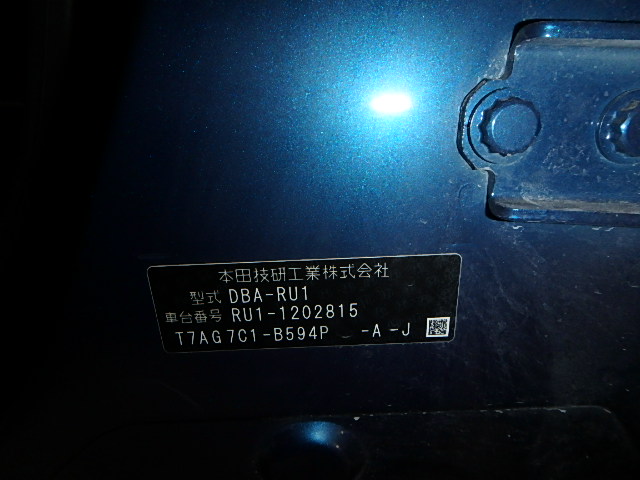 本田技研工業株式会社
型式 DBA-RU1
車台番号 RU1-1202815
T7AG7C1-B594P -A-J